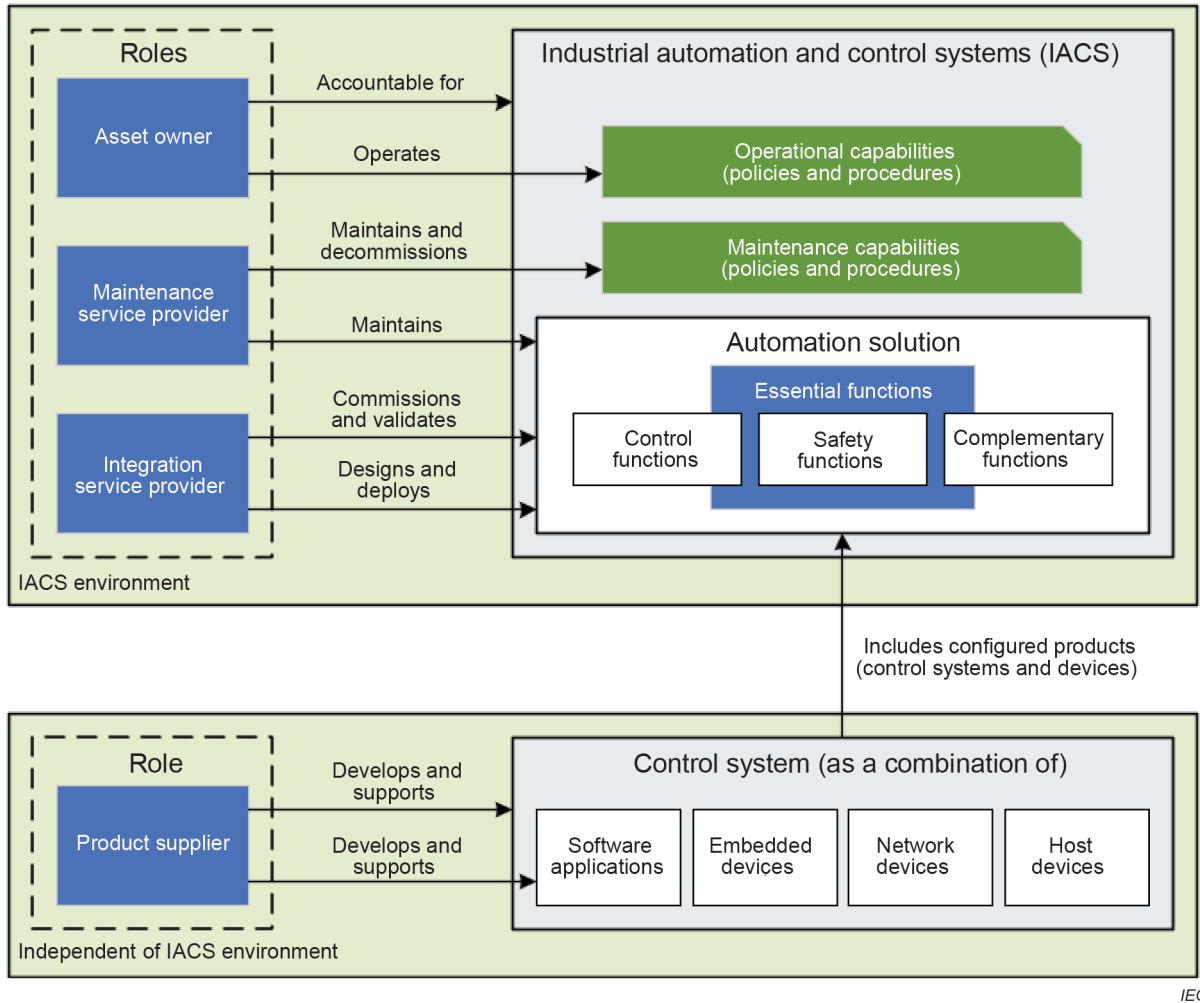 Roles
Industrial automation and control systems (IACS)
Asset owner
Accountable for
Operates
Operational capabilities
(policies and procedures)
Maintenance
service provider
Maintains and
decommissions
Maintenance capabilities
(policies and procedures)
Maintains
Automation solution
Essential functions
Control
functions
Safety
functions
Complementary
functions
Integration
service provider
Commissions
and validates
Designs and
deploys
IACS environment
Includes configured products
(control systems and devices)
Role
Control system (as a combination of)
Product supplier
Develops and
supports
Develops and
supports
Software
applications
Embedded
devices
Network
devices
Host
devices
Independent of IACS environment